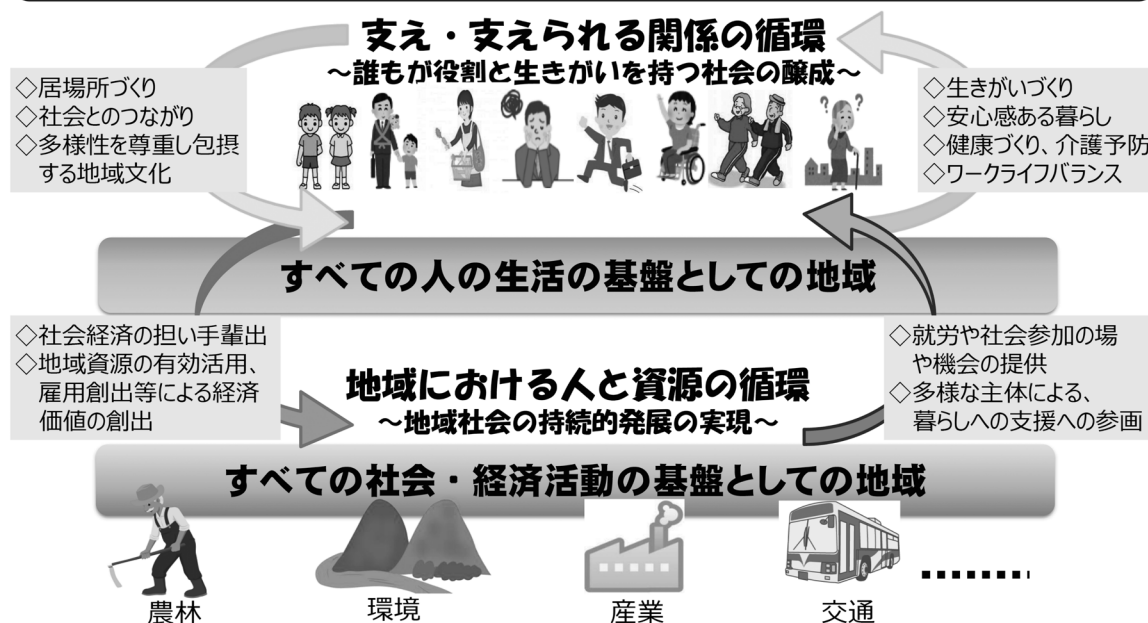 支え・支えられる関係の循環
～誰もが役割と生きがいを持つ社会の醸成～
◇居場所づくり
◇社会とのつながり
◇多様性を尊重し包摂
する地域文化
◇生きがいづくり
◇安心感ある暮らし
◇健康づくり、介護予防
◇ワークライフバランス
すべての人の生活の基盤としての地域
◇社会経済の担い手輩出
◇地域資源の有効活用、
雇用創出等による経済
価値の創出
地域における人と資源の循環
～地域社会の持続的発展の実現～
◇就労や社会参加の場
や機会の提供
◇多様な主体による、
暮らしへの支援への参画
すべての社会・経済活動の基盤としての地域
農林
環境
産業
交通